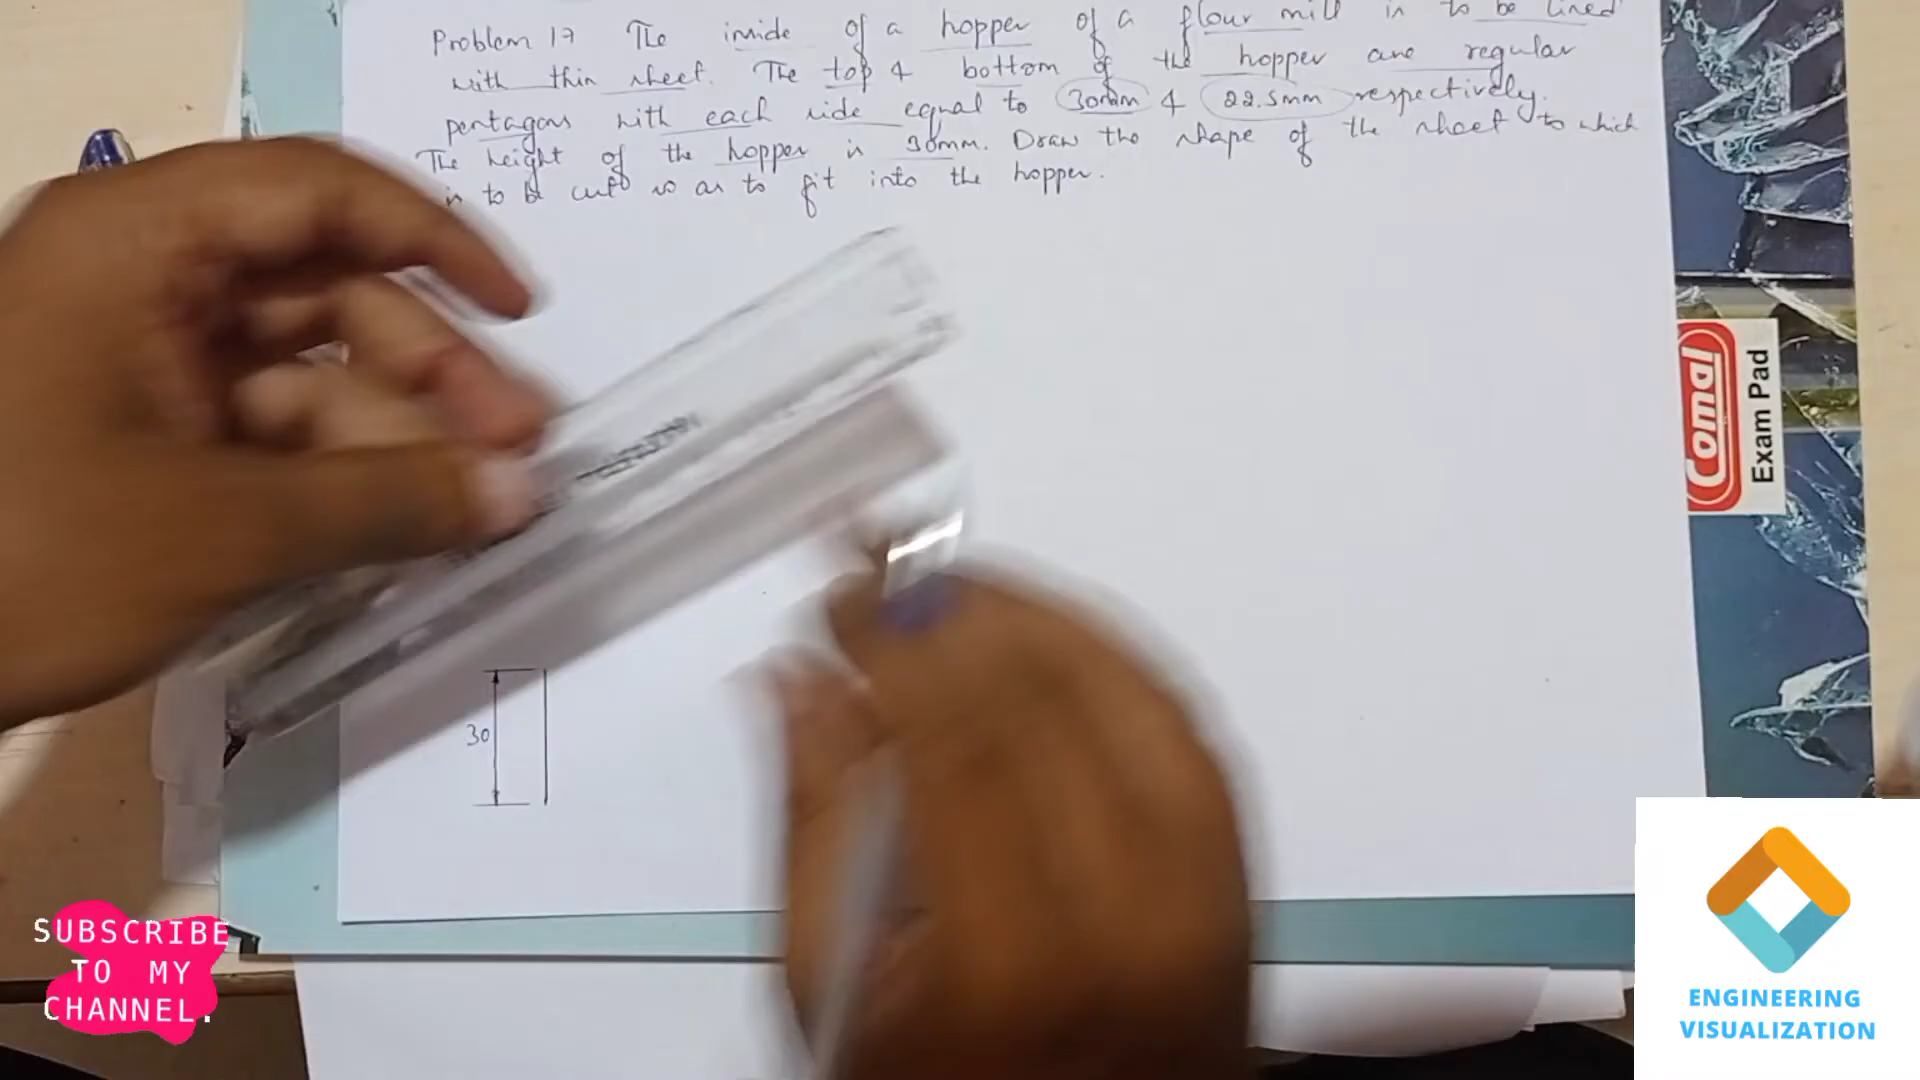 Problem 17 The inside of a hopper of a flour mill is to be lined
with thin sheet. The top & bottom of the hopper are regular
pentagons with each side equal to 30mm & 22.5mm respectively.
The height of the hopper is 30mm. Draw the shape of the sheet to which
is to be cut so as to fit into the hopper.
30
Comal
Exam Pad
SUBSCRIBE
TO MY
CHANNEL.
ENGINEERING
VISUALIZATION